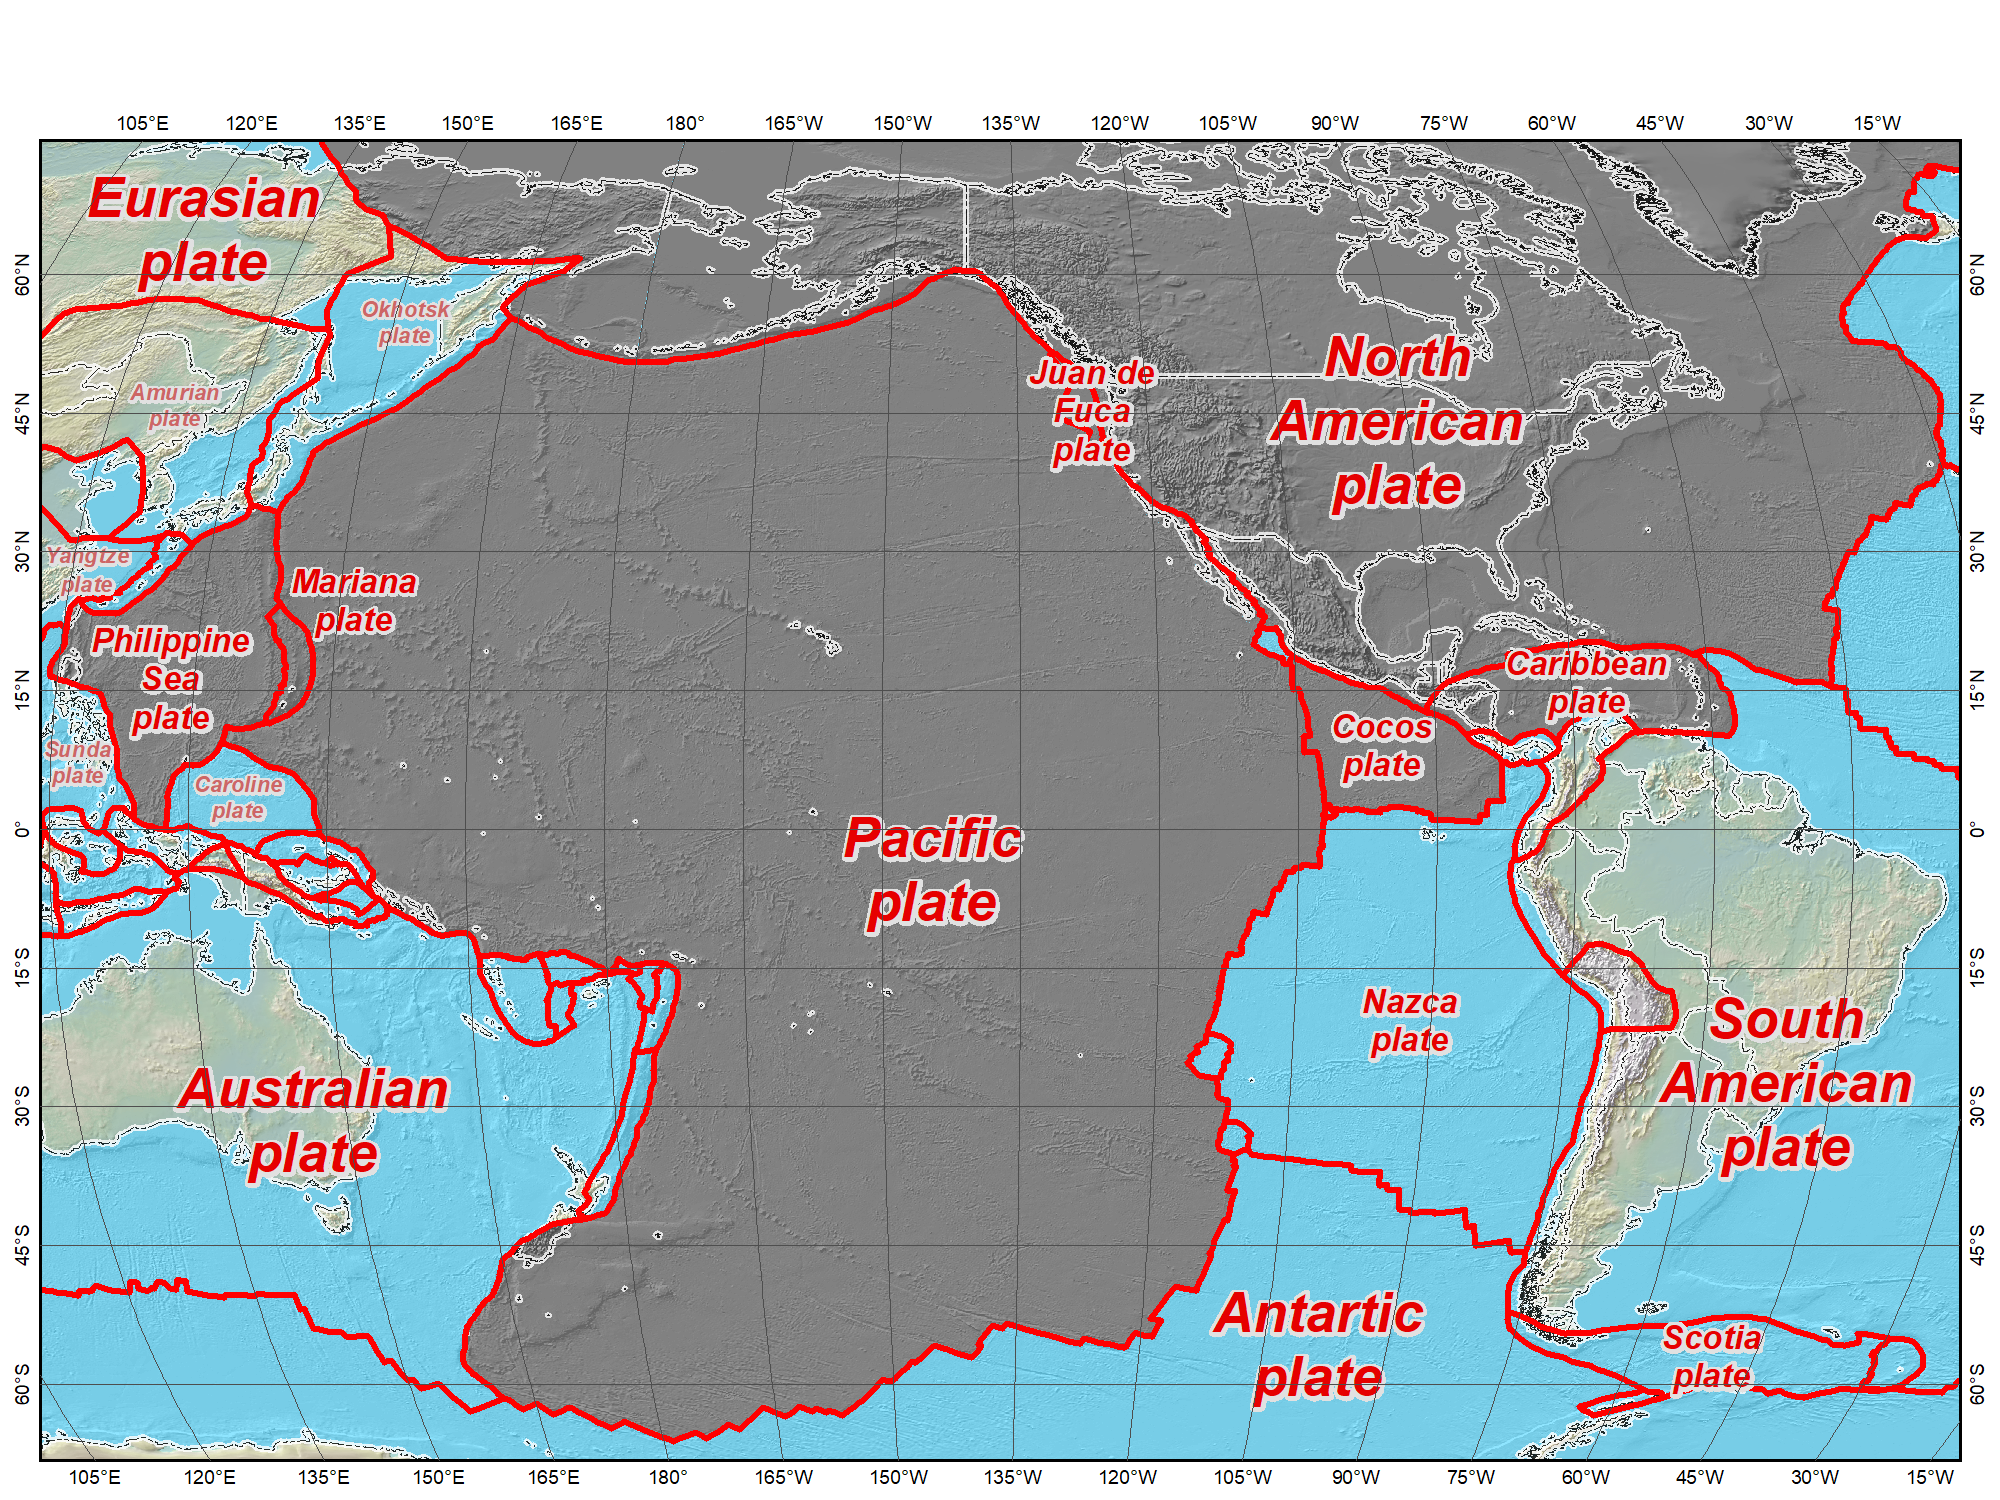 105°E 120°E 135°E 150°E 165°E 180° 165°W 150°W 135°W 120°W 105°W 90°W 75°W 60°W 45°W 30°W 15°W
Eurasian
plate
60°N
60°N
Okhotsk
plate
North
American
plate
Juan de
Fuca
plate
Amurian
plate
45°N
45°N
Yangtze
plate
30°N
30°N
Mariana
plate
Philippine
Sea
plate
Caribbean
plate
15°N
15°N
Cocos
plate
Sunda
plate
Caroline
plate
0°
0°
Pacific
plate
15°S
15°S
Nazca
plate
South
American
plate
Australian
plate
30°S
30°S
45°S
45°S
Antartic
plate
Scotia
plate
60°S
60°S
105°E 120°E 135°E 150°E 165°E 180° 165°W 150°W 135°W 120°W 105°W 90°W 75°W 60°W 45°W 30°W 15°W